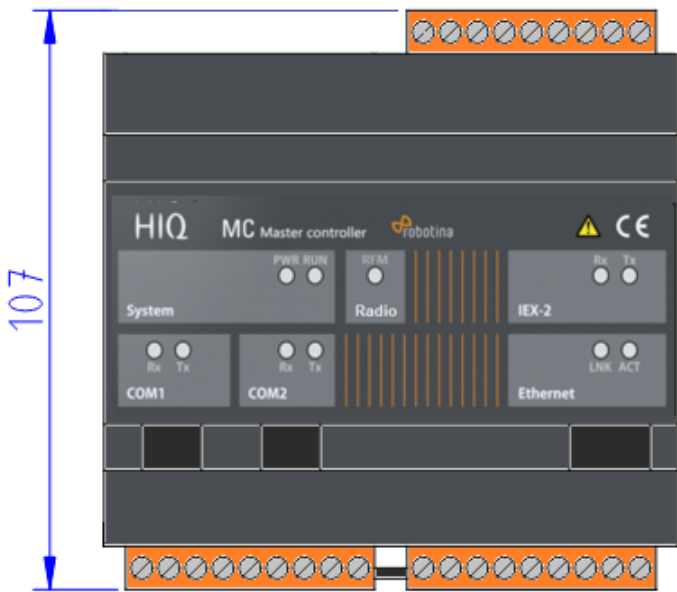 HIQ MC Master controller robotina CE
PWR RUN RFM Rx Tx
System Radio IEX-2
Rx Tx Rx Tx LNK ACT
COM1 COM2 Ethernet
107